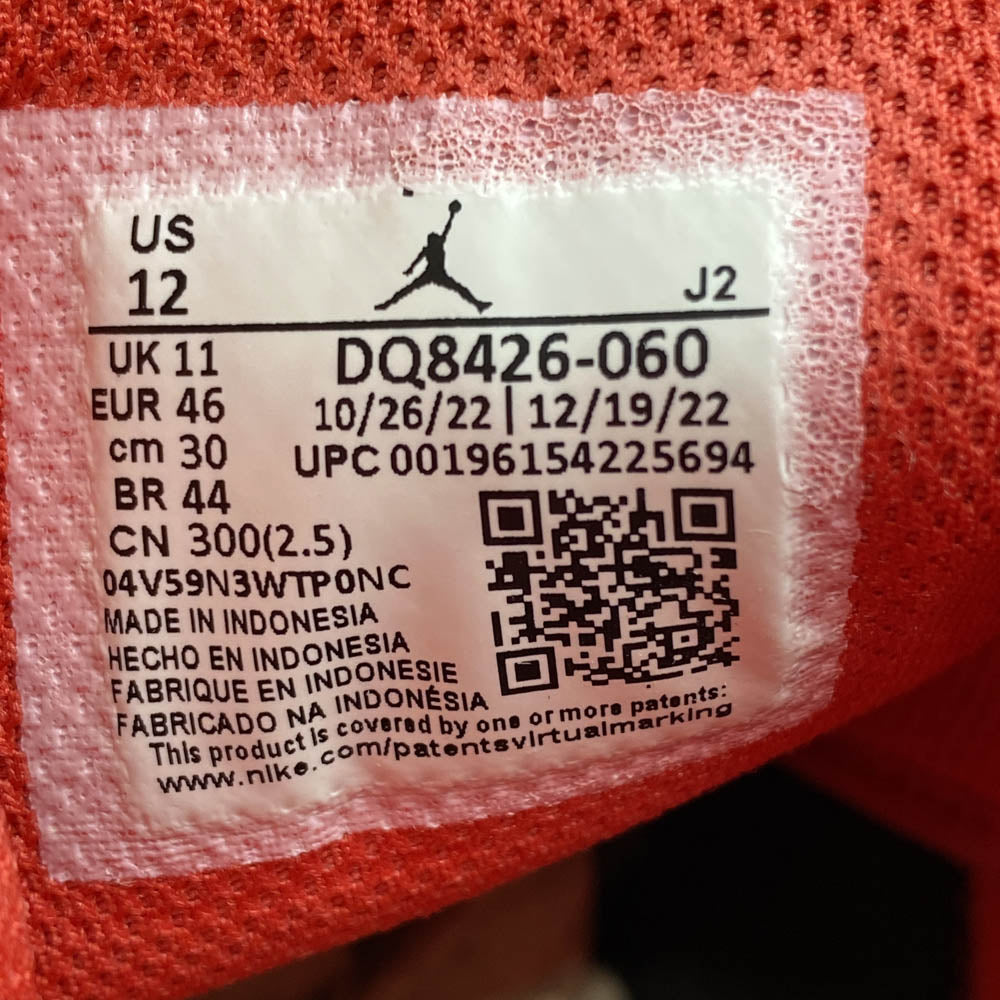 US
12
J2
UK 11
DQ8426-060
EUR 46
10/26/22 | 12/19/22
cm 30
UPC 00196154225694
BR 44
CN 300(2.5)
04V59N3WTP0NC
MADE IN INDONESIA
HECHO EN INDONESIA
FABRIQUE EN INDONESIE
FABRICADO NA INDONÉSIA
This product is covered by one or more patents:
www.nike.com/patentsvirtualmarking